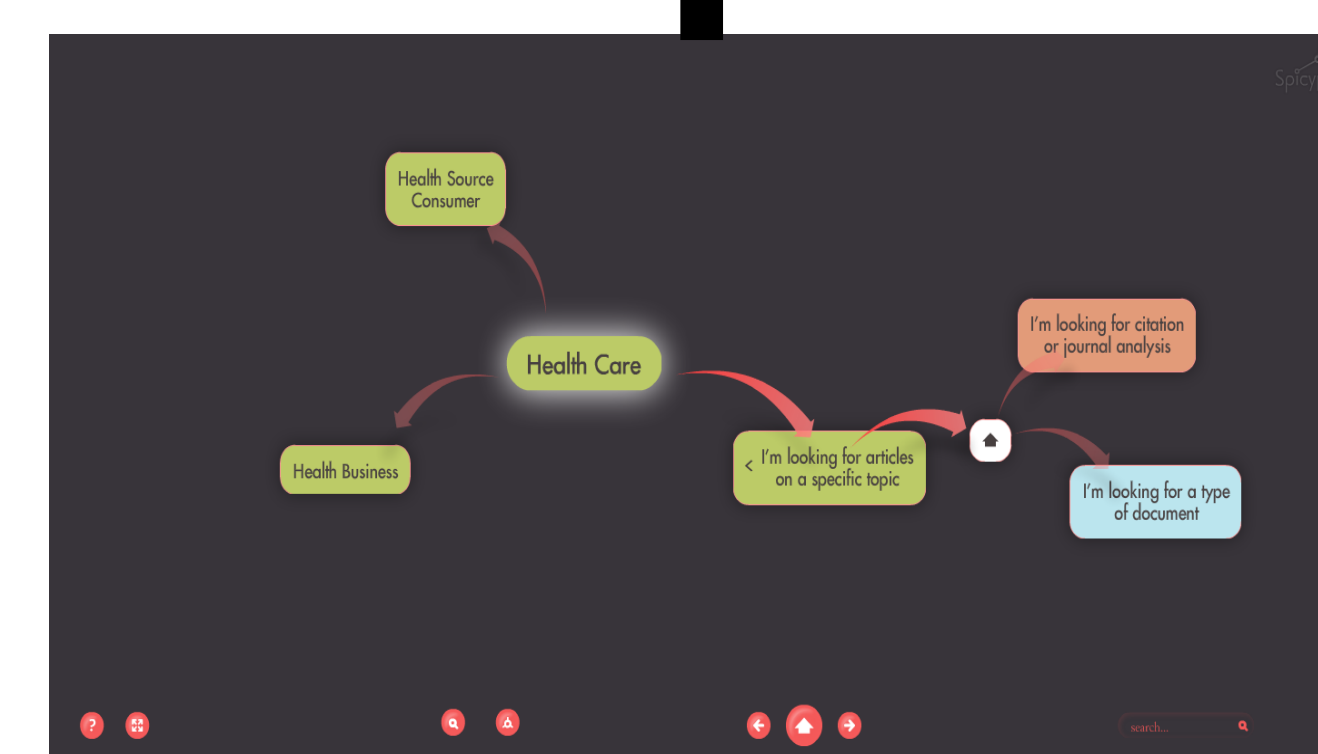 Health Source
Consumer
Health Care
Health Business
< I'm looking for articles
on a specific topic
I'm looking for citation
or journal analysis
I'm looking for a type
of document
?
search...